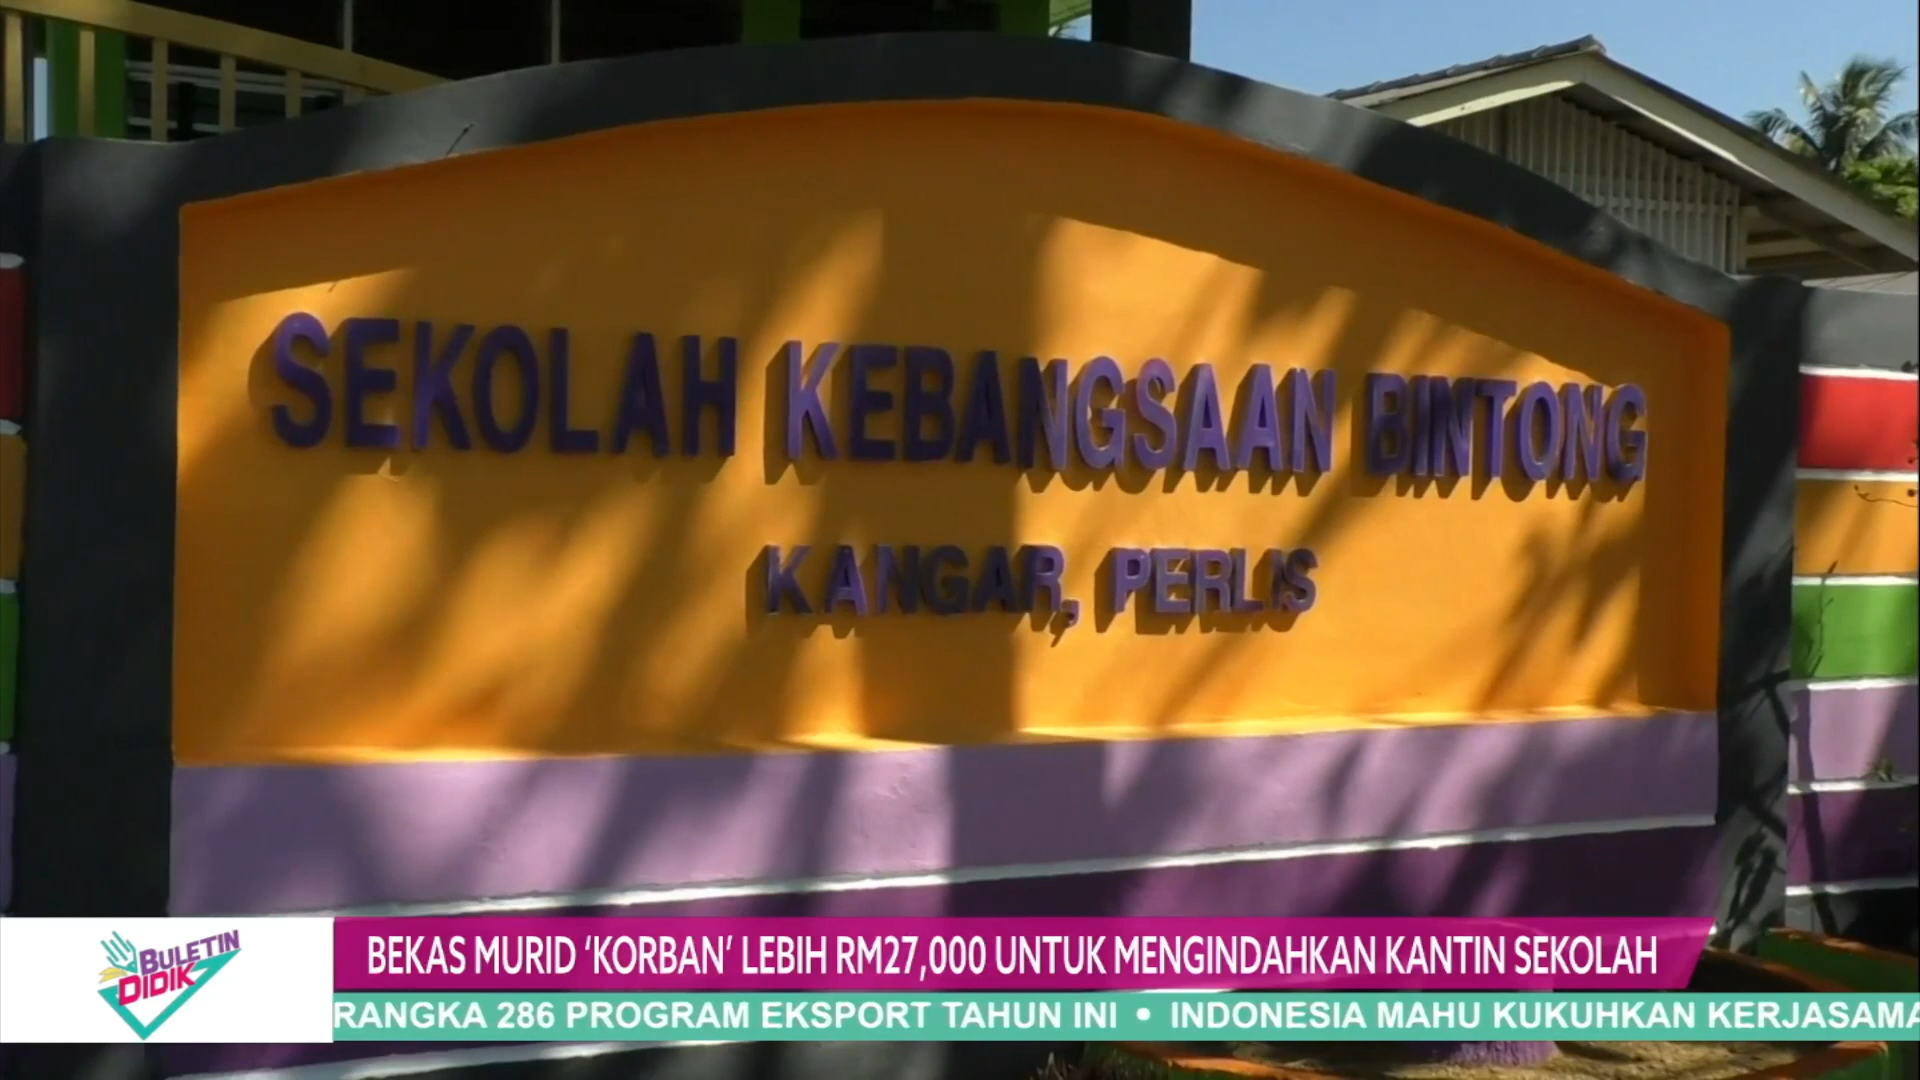 SEKOLAH KEBANGSAAN BINTONG
KANGAR, PERLIS
BULETIN
DIDIK
BEKAS MURID ‘KORBAN’ LEBIH RM27,000 UNTUK MENGINDAHKAN KANTIN SEKOLAH
RANGKA 286 PROGRAM EKSPORT TAHUN INI • INDONESIA MAHU KUKUHKAN KERJASAMA